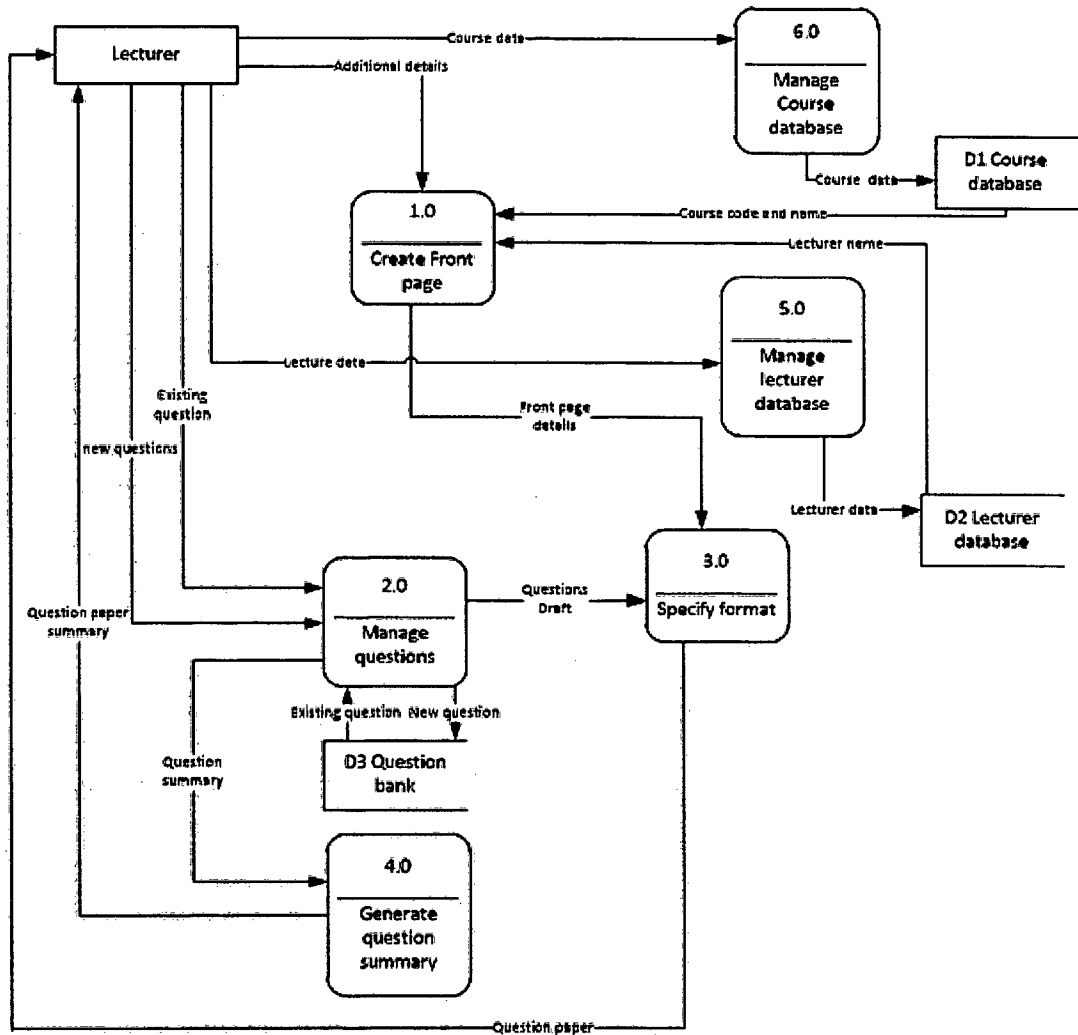 Lecturer
Course data
Additional details
6.0
Manage
Course
database
Course data
D1 Course
database
1.0
Create Front
page
Course code and name
Lecturer name
5.0
Manage
lecturer
database
Lecture data
Existing
question
new questions
Front page
details
Lecturer data
D2 Lecturer
database
3.0
Specify format
2.0
Manage
questions
Questions
Draft
Question paper
summary
Existing question
New question
D3 Question
bank
Question
summary
4.0
Generate
question
summary
Question paper